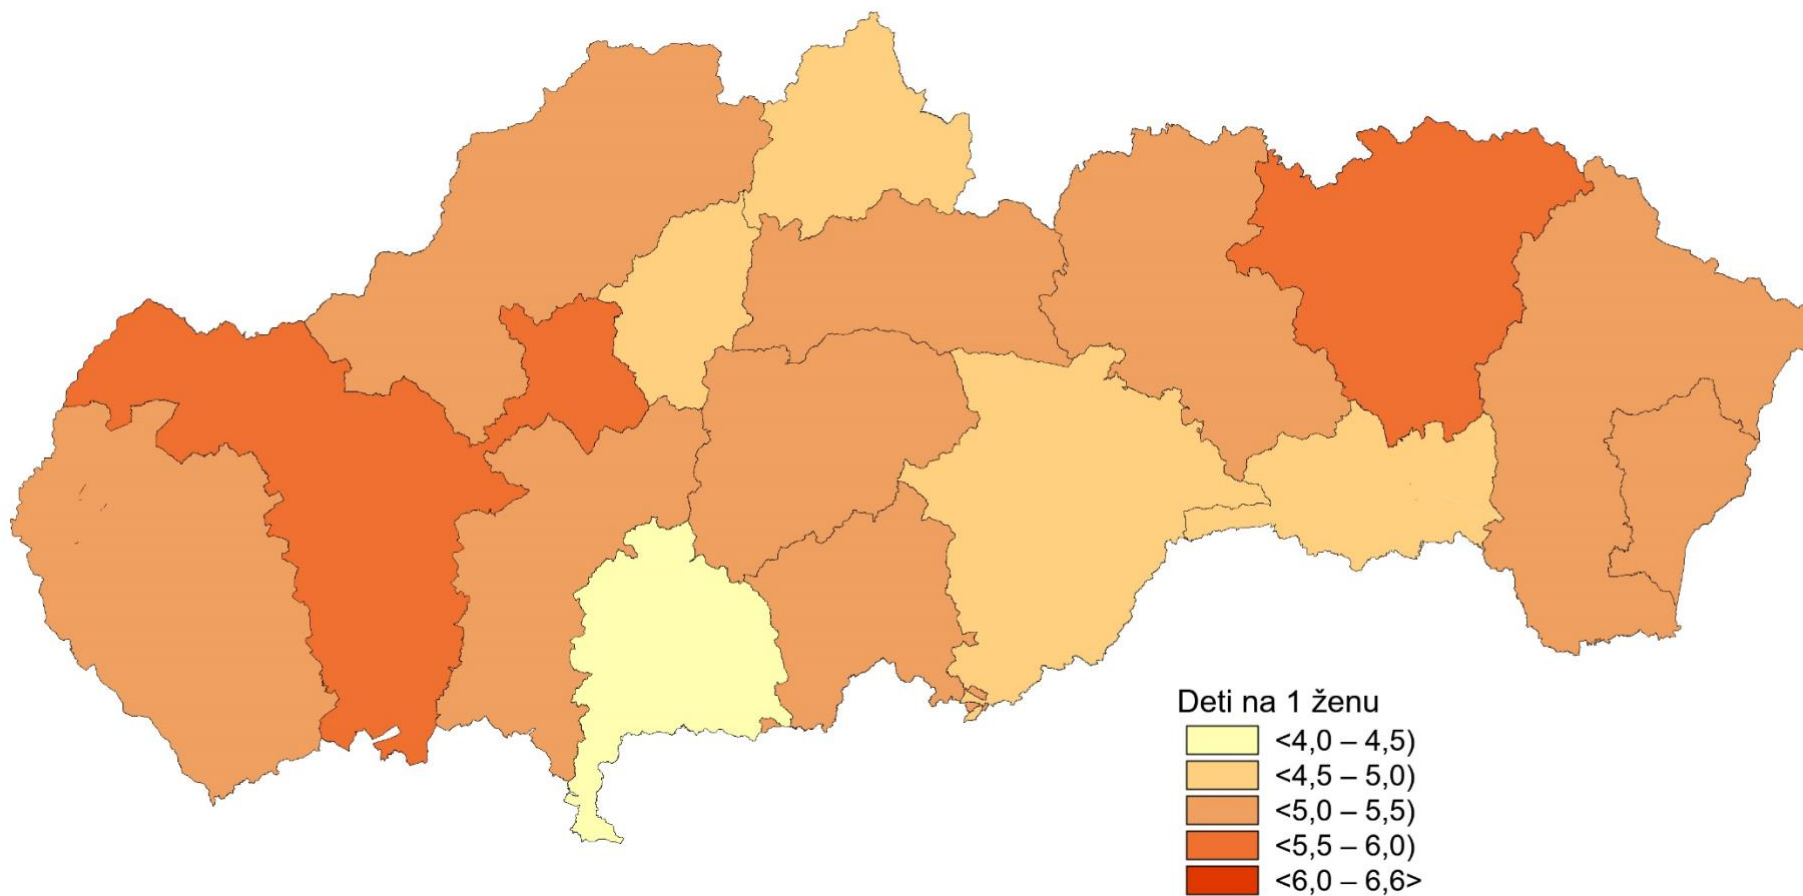 Deti na 1 ženu
<4,0 – 4,5)
<4,5 – 5,0)
<5,0 – 5,5)
<5,5 – 6,0)
<6,0 – 6,6>